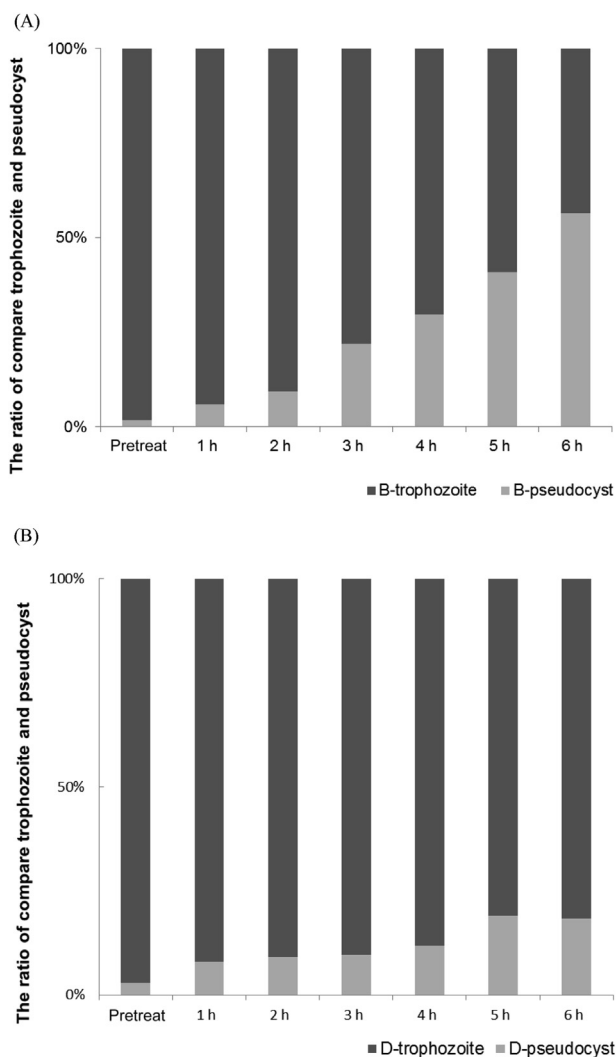 (A)
The ratio of compare trophozoite and pseudocyst
100%
50%
0%
Pretreat 1 h 2 h 3 h 4 h 5 h 6 h
■B-trophozoite ■B-pseudocyst
(B)
The ratio of compare trophozoite and pseudocyst
100%
50%
0%
Pretreat 1 h 2 h 3 h 4 h 5 h 6 h
■D-trophozoite ■D-pseudocyst